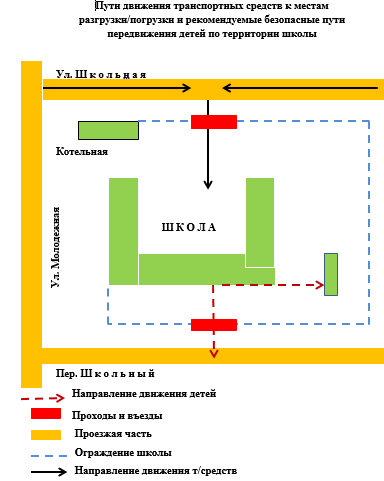 Пути движения транспортных средств к местам
разгрузки/погрузки и рекомендуемые безопасные пути
передвижения детей по территории школы
Ул. Ш к о л ь н а я
Котельная
Ш К О Л А
Ул. Молодежная
Пер. Ш к о л ь н ы й
Направление движения детей
Проходы и въезды
Проезжая часть
Ограждение школы
Направление движения т/средств